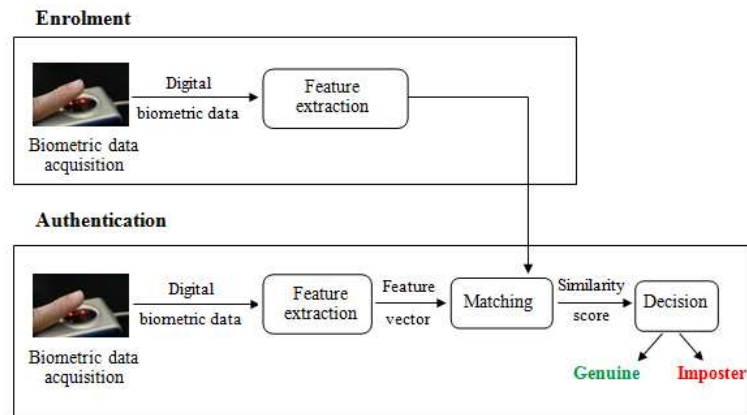 Enrolment
Digital
biometric data
Feature
extraction
Biometric data
acquisition
Authentication
Digital
biometric data
Feature
extraction
Feature
vector
Matching
Similarity
score
Decision
Biometric data
acquisition
Genuine
Imposter